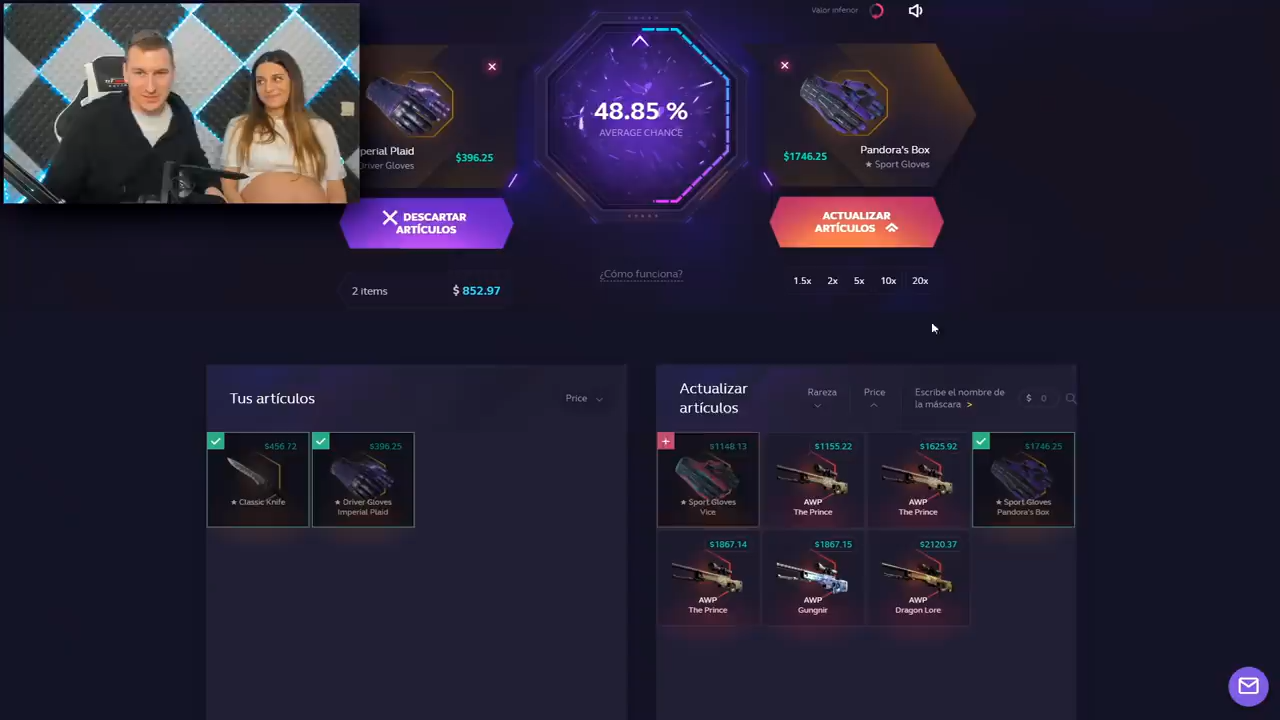 Valor inferior
48.85 %
AVERAGE CHANCE
perial Plaid
Driver Gloves
$396.25
$1746.25
Pandora's Box
★ Sport Gloves
DESCARTAR
ARTÍCULOS
ACTUALIZAR
ARTÍCULOS
2 items
$ 852.97
¿Cómo funciona?
1.5x 2x 5x 10x 20x
Tus artículos
Price
Actualizar
artículos
Rareza
Price
Escribe el nombre de
la máscara >
$ 0
$456.72
★ Classic Knife
$396.25
★ Driver Gloves
Imperial Plaid
$1148.13
★ Sport Gloves
Vice
$1155.22
AWP
The Prince
$1625.92
AWP
The Prince
$1746.25
★ Sport Gloves
Pandora's Box
$1867.14
AWP
The Prince
$1867.15
AWP
Gungnir
$2120.37
AWP
Dragon Lore